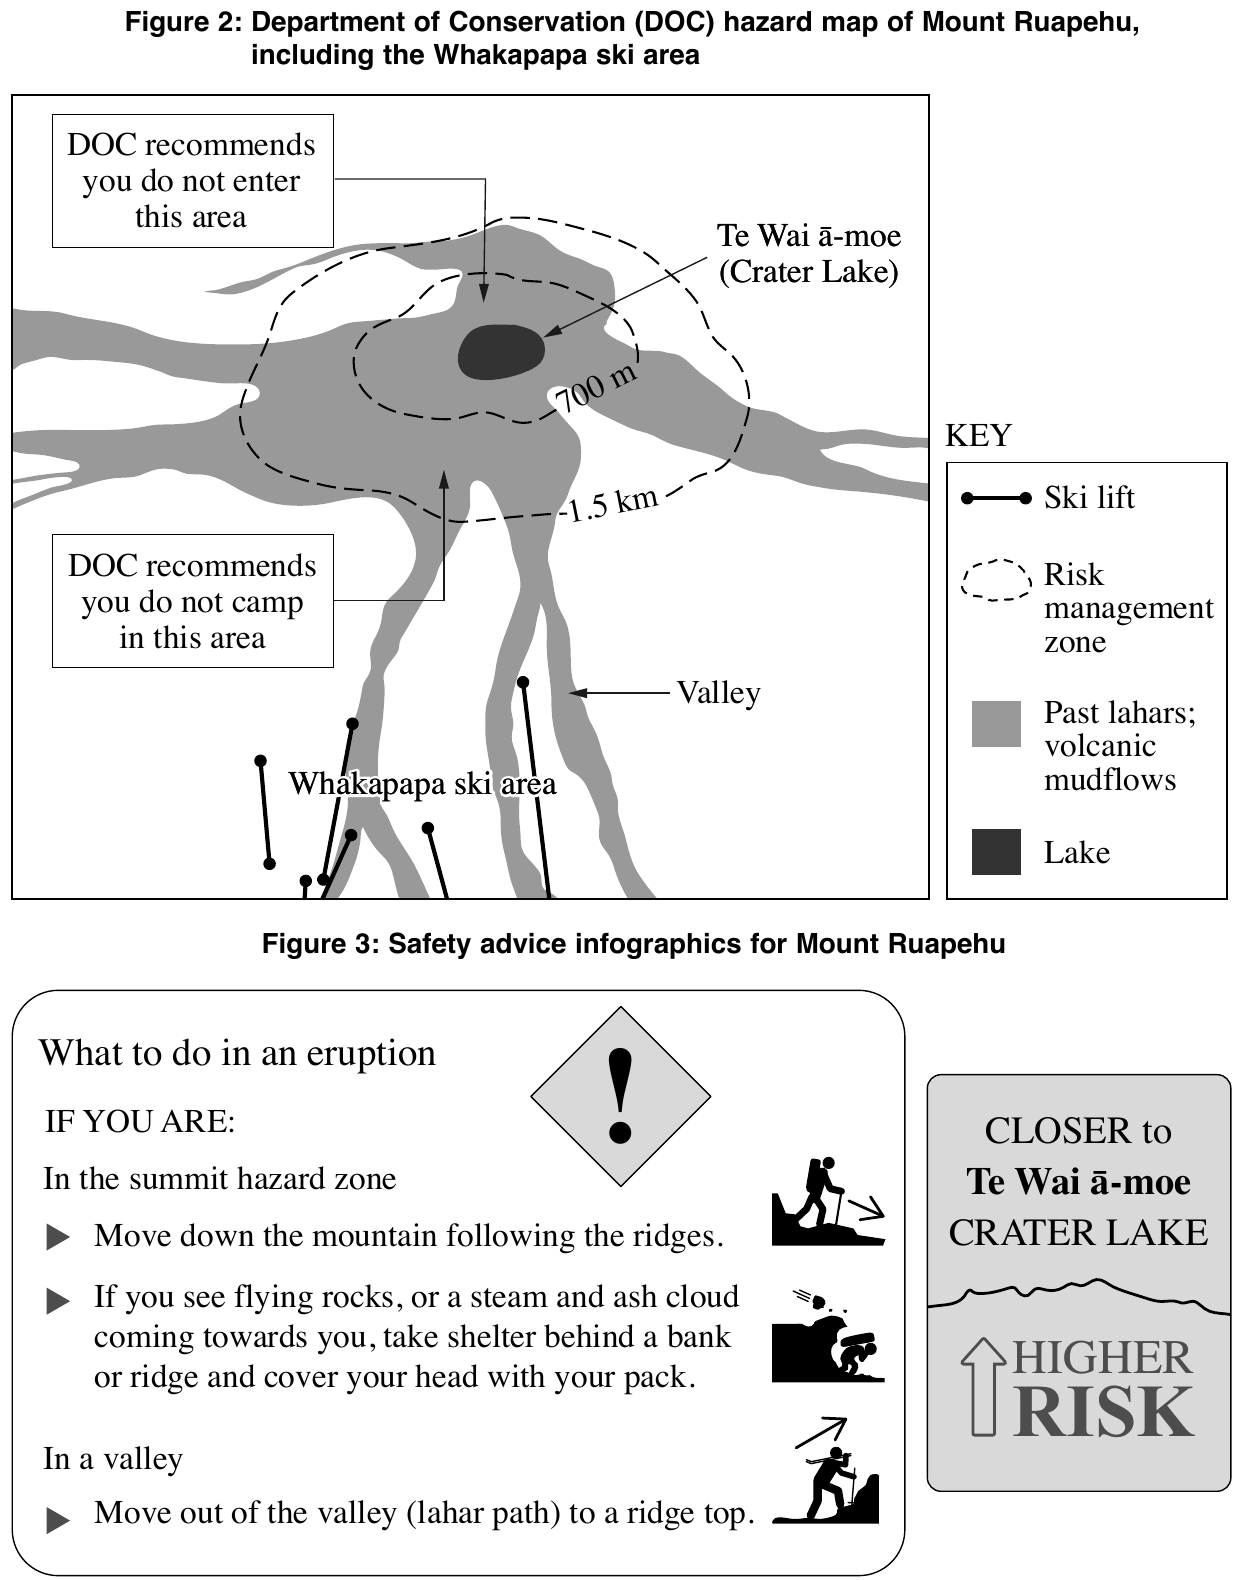 Figure 2: Department of Conservation (DOC) hazard map of Mount Ruapehu,
including the Whakapapa ski area
DOC recommends
you do not enter
this area
Te Wai ā-moe
(Crater Lake)
700 m
1.5 km
DOC recommends
you do not camp
in this area
Valley
Whakapapa ski area
KEY
Ski lift
Risk
management
zone
Past lahars;
volcanic
mudflows
Lake
Figure 3: Safety advice infographics for Mount Ruapehu
What to do in an eruption
!
IF YOU ARE:
In the summit hazard zone
Move down the mountain following the ridges.
If you see flying rocks, or a steam and ash cloud
coming towards you, take shelter behind a bank
or ridge and cover your head with your pack.
In a valley
Move out of the valley (lahar path) to a ridge top.
CLOSER to
Te Wai ā-moe
CRATER LAKE
HIGHER
RISK